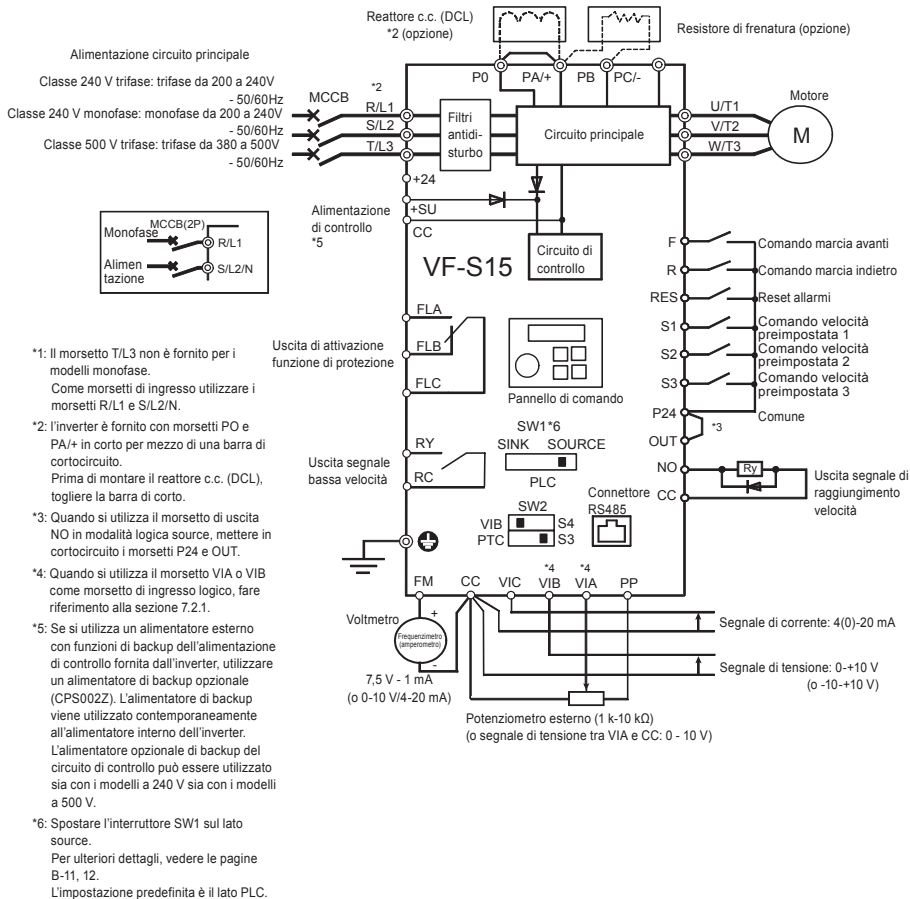 Reattore c.c. (DCL)
*2 (opzione)
Resistore di frenatura (opzione)
Alimentazione circuito principale
Classe 240 V trifase: trifase da 200 a 240V
- 50/60Hz
Classe 240 V monofase: monofase da 200 a 240V
- 50/60Hz
Classe 500 V trifase: trifase da 380 a 500V
- 50/60Hz
MCCB
*2
P0
PA/+
PB
PC/-
R/L1
S/L2
T/L3
Filtri
antidi-
sturbo
Circuito principale
U/T1
V/T2
W/T3
Motore
M
+24
+SU
CC
Alimentazione
di controllo
*5
Circuito di
controllo
VF-S15
Monofase
MCCB(2P)
R/L1
Alimen
tazione
S/L2/N
FLA
FLB
FLC
Uscita di attivazione
funzione di protezione
Pannello di comando
F
Comando marcia avanti
R
Comando marcia indietro
RES
Reset allarmi
S1
Comando velocità
preimpostata 1
S2
Comando velocità
preimpostata 2
S3
Comando velocità
preimpostata 3
P24
Comune
OUT
*3
NO
Ry
CC
Uscita segnale di
raggiungimento
velocità
SW1*6
SINK SOURCE
PLC
RY
RC
Uscita segnale
bassa velocità
SW2
VIB
S4
PTC
S3
Connettore
RS485
FM
CC
VIC
*4
VIB
*4
VIA
PP
Voltmetro
+
Frequenzimetro
(amperometro)
-
7,5 V - 1 mA
(o 0-10 V/4-20 mA)
Segnale di corrente: 4(0)-20 mA
Segnale di tensione: 0-+10 V
(o -10-+10 V)
Potenziometro esterno (1 k-10 kΩ)
(o segnale di tensione tra VIA e CC: 0 - 10 V)
*1: Il morsetto T/L3 non è fornito per i
modelli monofase.
Come morsetti di ingresso utilizzare i
morsetti R/L1 e S/L2/N.
*2: l’inverter è fornito con morsetti PO e
PA/+ in corto per mezzo di una barra di
cortocircuito.
Prima di montare il reattore c.c. (DCL),
togliere la barra di corto.
*3: Quando si utilizza il morsetto di uscita
NO in modalità logica source, mettere in
cortocircuito i morsetti P24 e OUT.
*4: Quando si utilizza il morsetto VIA o VIB
come morsetto di ingresso logico, fare
riferimento alla sezione 7.2.1.
*5: Se si utilizza un alimentatore esterno
con funzioni di backup dell’alimentazione
di controllo fornita dall’inverter, utilizzare
un alimentatore di backup opzionale
(CPS002Z). L’alimentatore di backup
viene utilizzato contemporaneamente
all’alimentatore interno dell’inverter.
L’alimentatore opzionale di backup del
circuito di controllo può essere utilizzato
sia con i modelli a 240 V sia con i modelli
a 500 V.
*6: Spostare l’interruttore SW1 sul lato
source.
Per ulteriori dettagli, vedere le pagine
B-11, 12.
L’impostazione predefinita è il lato PLC.